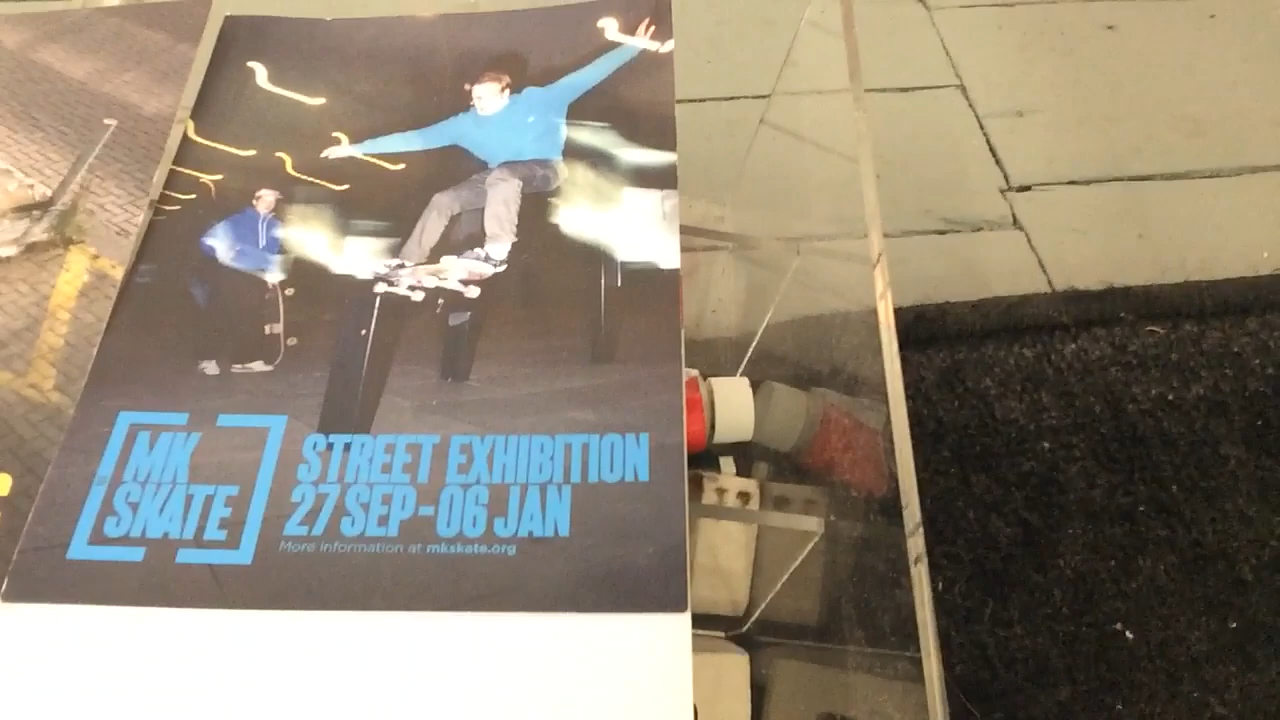 MK
SKATE
STREET EXHIBITION
27 SEP-06 JAN
More information at mkskate.org